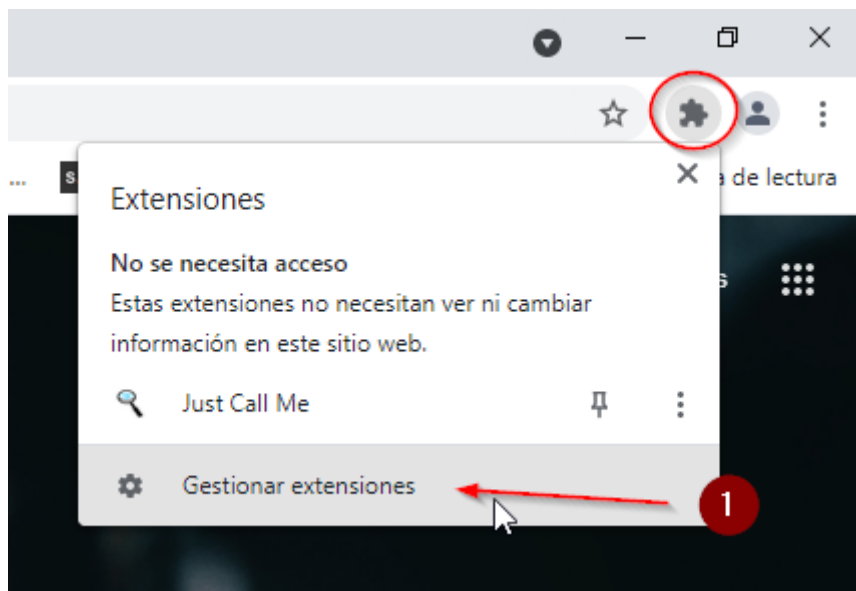 ... s
de lectura
Extensiones
No se necesita acceso
Estas extensiones no necesitan ver ni cambiar
información en este sitio web.
Just Call Me
Gestionar extensiones
1